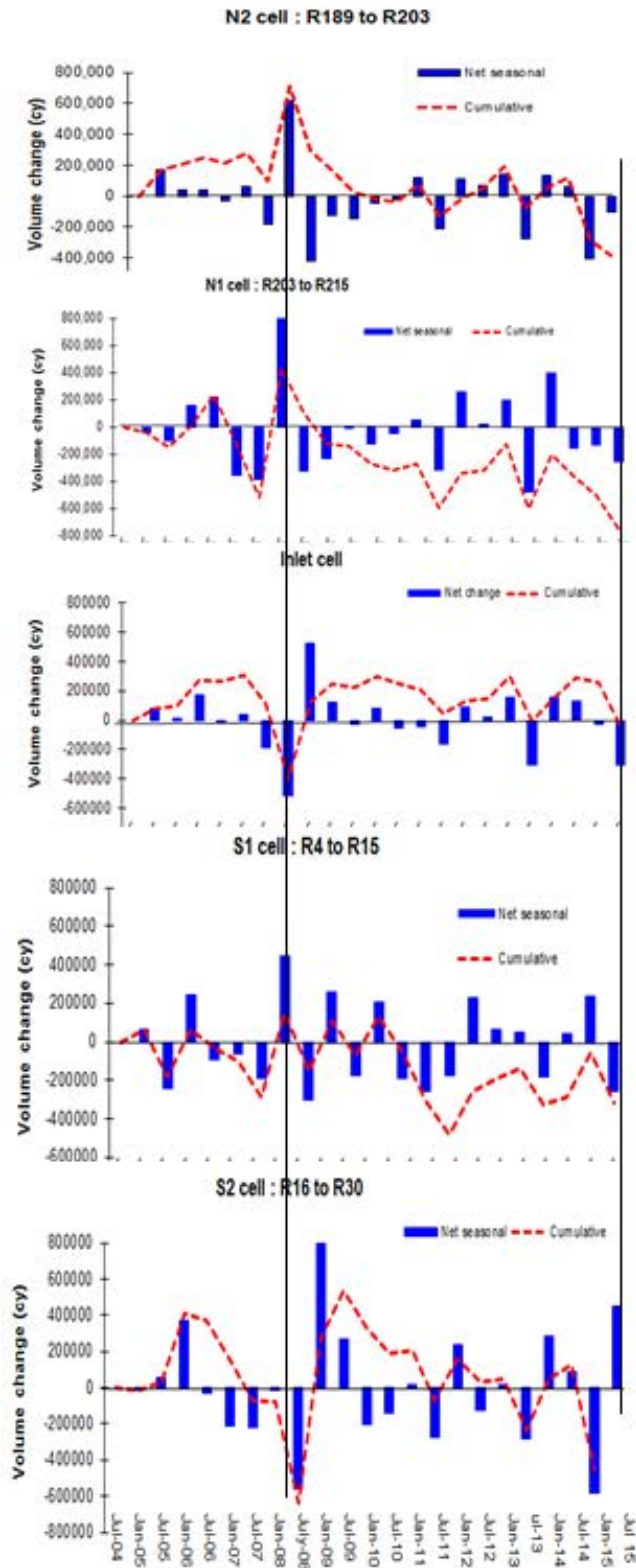 N2 cell : R189 to R203
800,000
600,000
400,000
200,000
0
-200,000
-400,000
Volume change (cy)
Net seasonal
Cumulative
N1 cell : R203 to R215
800,000
600,000
400,000
200,000
0
-200,000
-400,000
-600,000
-800,000
Volume change (cy)
Net seasonal
Cumulative
Inlet cell
800000
600000
400000
200000
0
-200000
-400000
-600000
Volume change (cy)
Net change
Cumulative
S1 cell : R4 to R15
800000
600000
400000
200000
0
-200000
-400000
-600000
Volume change (cy)
Net seasonal
Cumulative
S2 cell : R16 to R30
800000
600000
400000
200000
0
-200000
-400000
-600000
-800000
Volume change (cy)
Net seasonal
Cumulative
Jul-04
Jan-05
Jul-05
Jan-06
Jul-06
Jan-07
Jul-07
Jan-08
July-08
Jan-09
Jul-09
Jan-10
Jul-10
Jan-11
Jul-11
Jan-12
Jul-12
Jan-13
ul-13
Jan-14
Jul-14
Jan-15
Jul 15